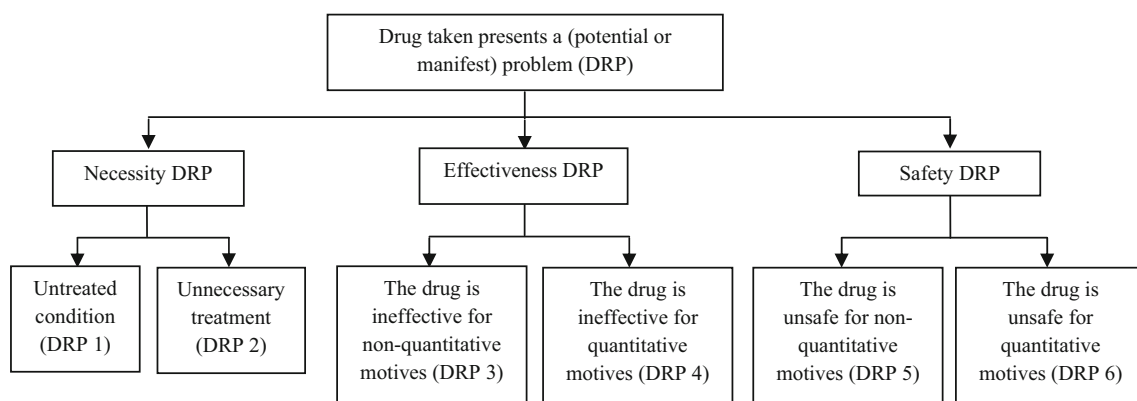 Drug taken presents a (potential or
manifest) problem (DRP)
Necessity DRP
Effectiveness DRP
Safety DRP
Untreated
condition
(DRP 1)
Unnecessary
treatment
(DRP 2)
The drug is
ineffective for
non-quantitative
motives (DRP 3)
The drug is
ineffective for
quantitative
motives (DRP 4)
The drug is
unsafe for non-
quantitative
motives (DRP 5)
The drug is
unsafe for
quantitative
motives (DRP 6)